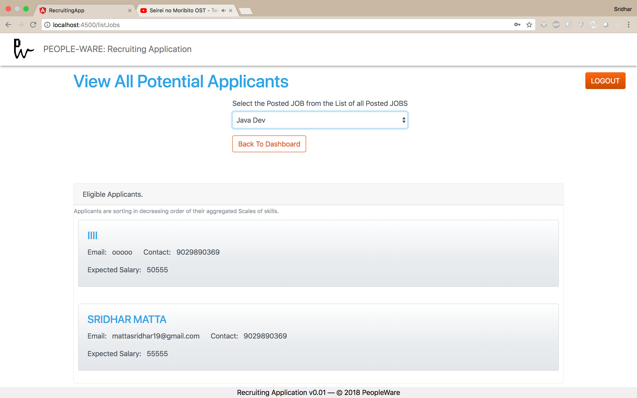 RecruitingApp
Seirei no Moribito OST - To
Sridhar
localhost:4500/listJobs
PEOPLE-WARE: Recruiting Application
View All Potential Applicants
LOGOUT
Select the Posted JOB from the List of all Posted JOBS
Java Dev
Back To Dashboard
Eligible Applicants.
Applicants are sorting in decreasing order of their aggregated Scales of skills.
IIII
Email: ooooo Contact: 9029890369
Expected Salary: 50555
SRIDHAR MATTA
Email: mattasridhar19@gmail.com Contact: 9029890369
Expected Salary: 55555
Recruiting Application v0.01 — © 2018 PeopleWare